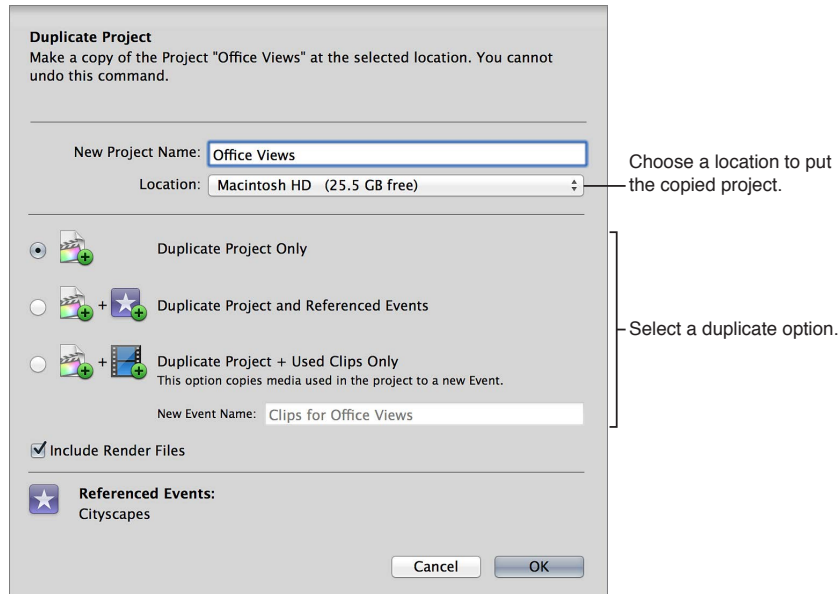 Duplicate Project
Make a copy of the Project "Office Views" at the selected location. You cannot
undo this command.
New Project Name: Office Views
Location: Macintosh HD (25.5 GB free)
Choose a location to put
the copied project.
Duplicate Project Only
+ Duplicate Project and Referenced Events
Select a duplicate option.
+ Duplicate Project + Used Clips Only
This option copies media used in the project to a new Event.
New Event Name: Clips for Office Views
Include Render Files
Referenced Events:
Cityscapes
Cancel OK